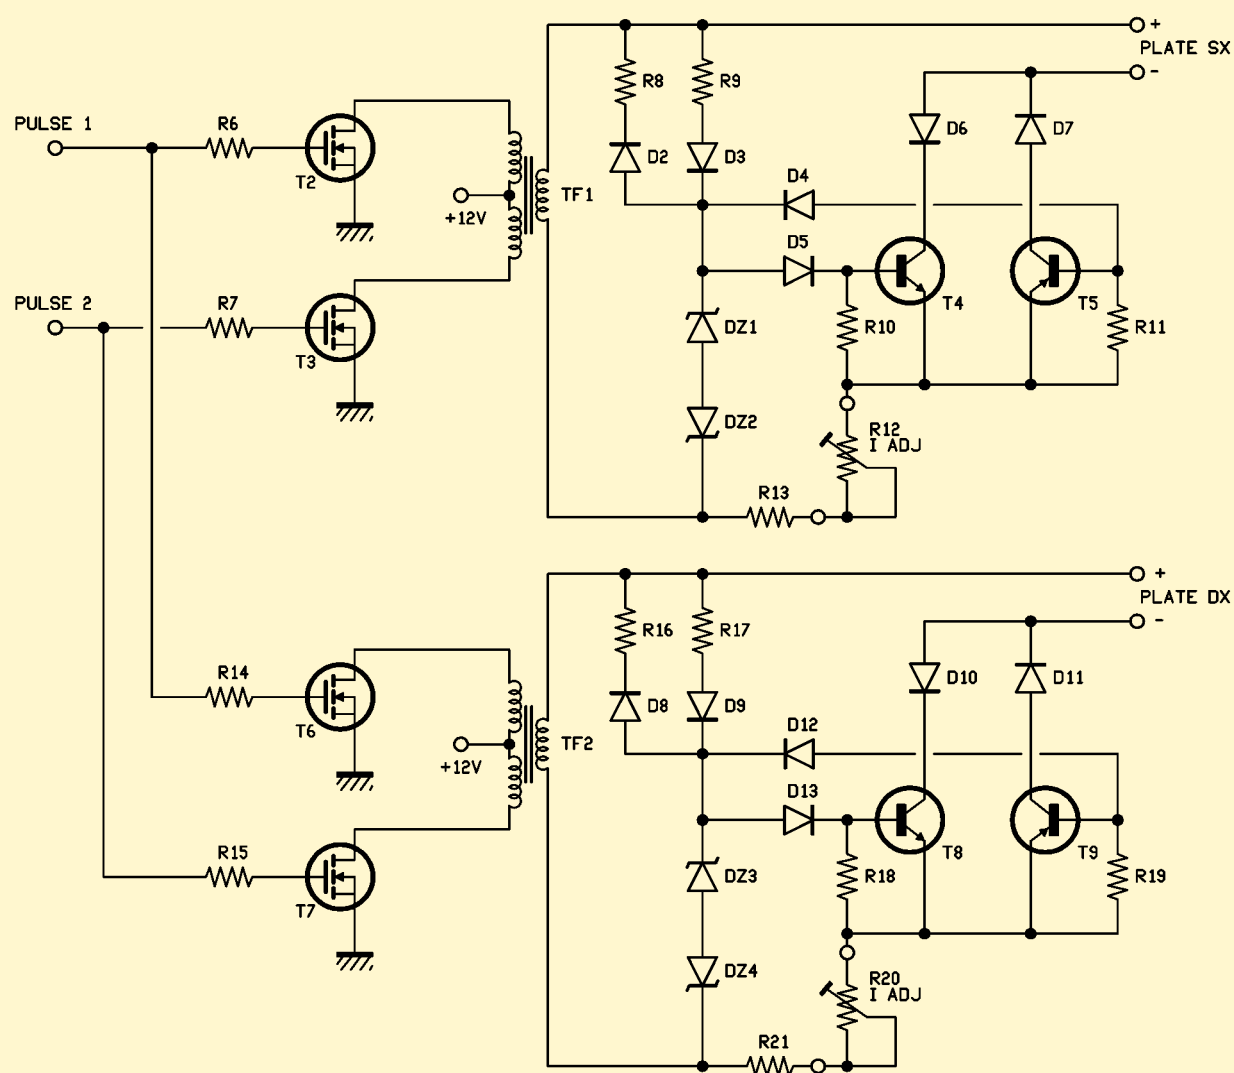 +
PLATE SX
-
R8
R9
D6
D7
PULSE 1
R6
D2
D3
T2
D4
TF1
+12V
D5
PULSE 2
R7
T4
T5
DZ1
R10
R11
T3
DZ2
R12
I ADJ
R13
+
PLATE DX
-
R16
R17
R14
D10
D11
D8
D9
T6
D12
TF2
+12V
D13
R15
T8
T9
DZ3
R18
R19
T7
DZ4
R20
I ADJ
R21